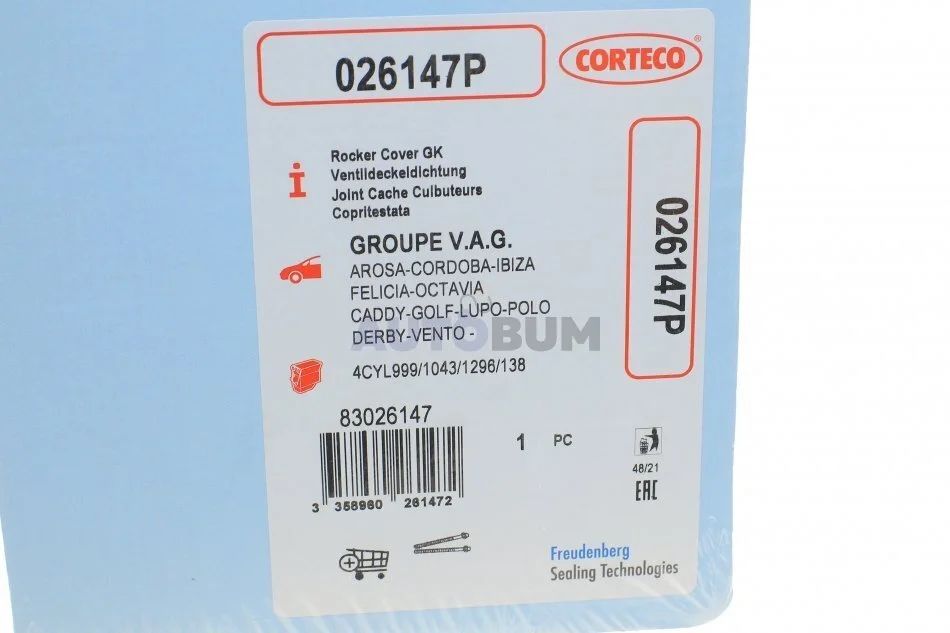 026147P
CORTECO®
Rocker Cover GK
Ventildeckeldichtung
Joint Cache Culbuteurs
Copritestata
026147P
GROUPE V.A.G.
AROSA-CORDOBA-IBIZA
FELICIA-OCTAVIA
CADDY-GOLF-LUPO-POLO
DERBY-VENTO -
AUTOBUM
4CYL999/1043/1296/138
83026147
1 PC
3 358960 261472
48/21
EAC
Freudenberg
Sealing Technologies